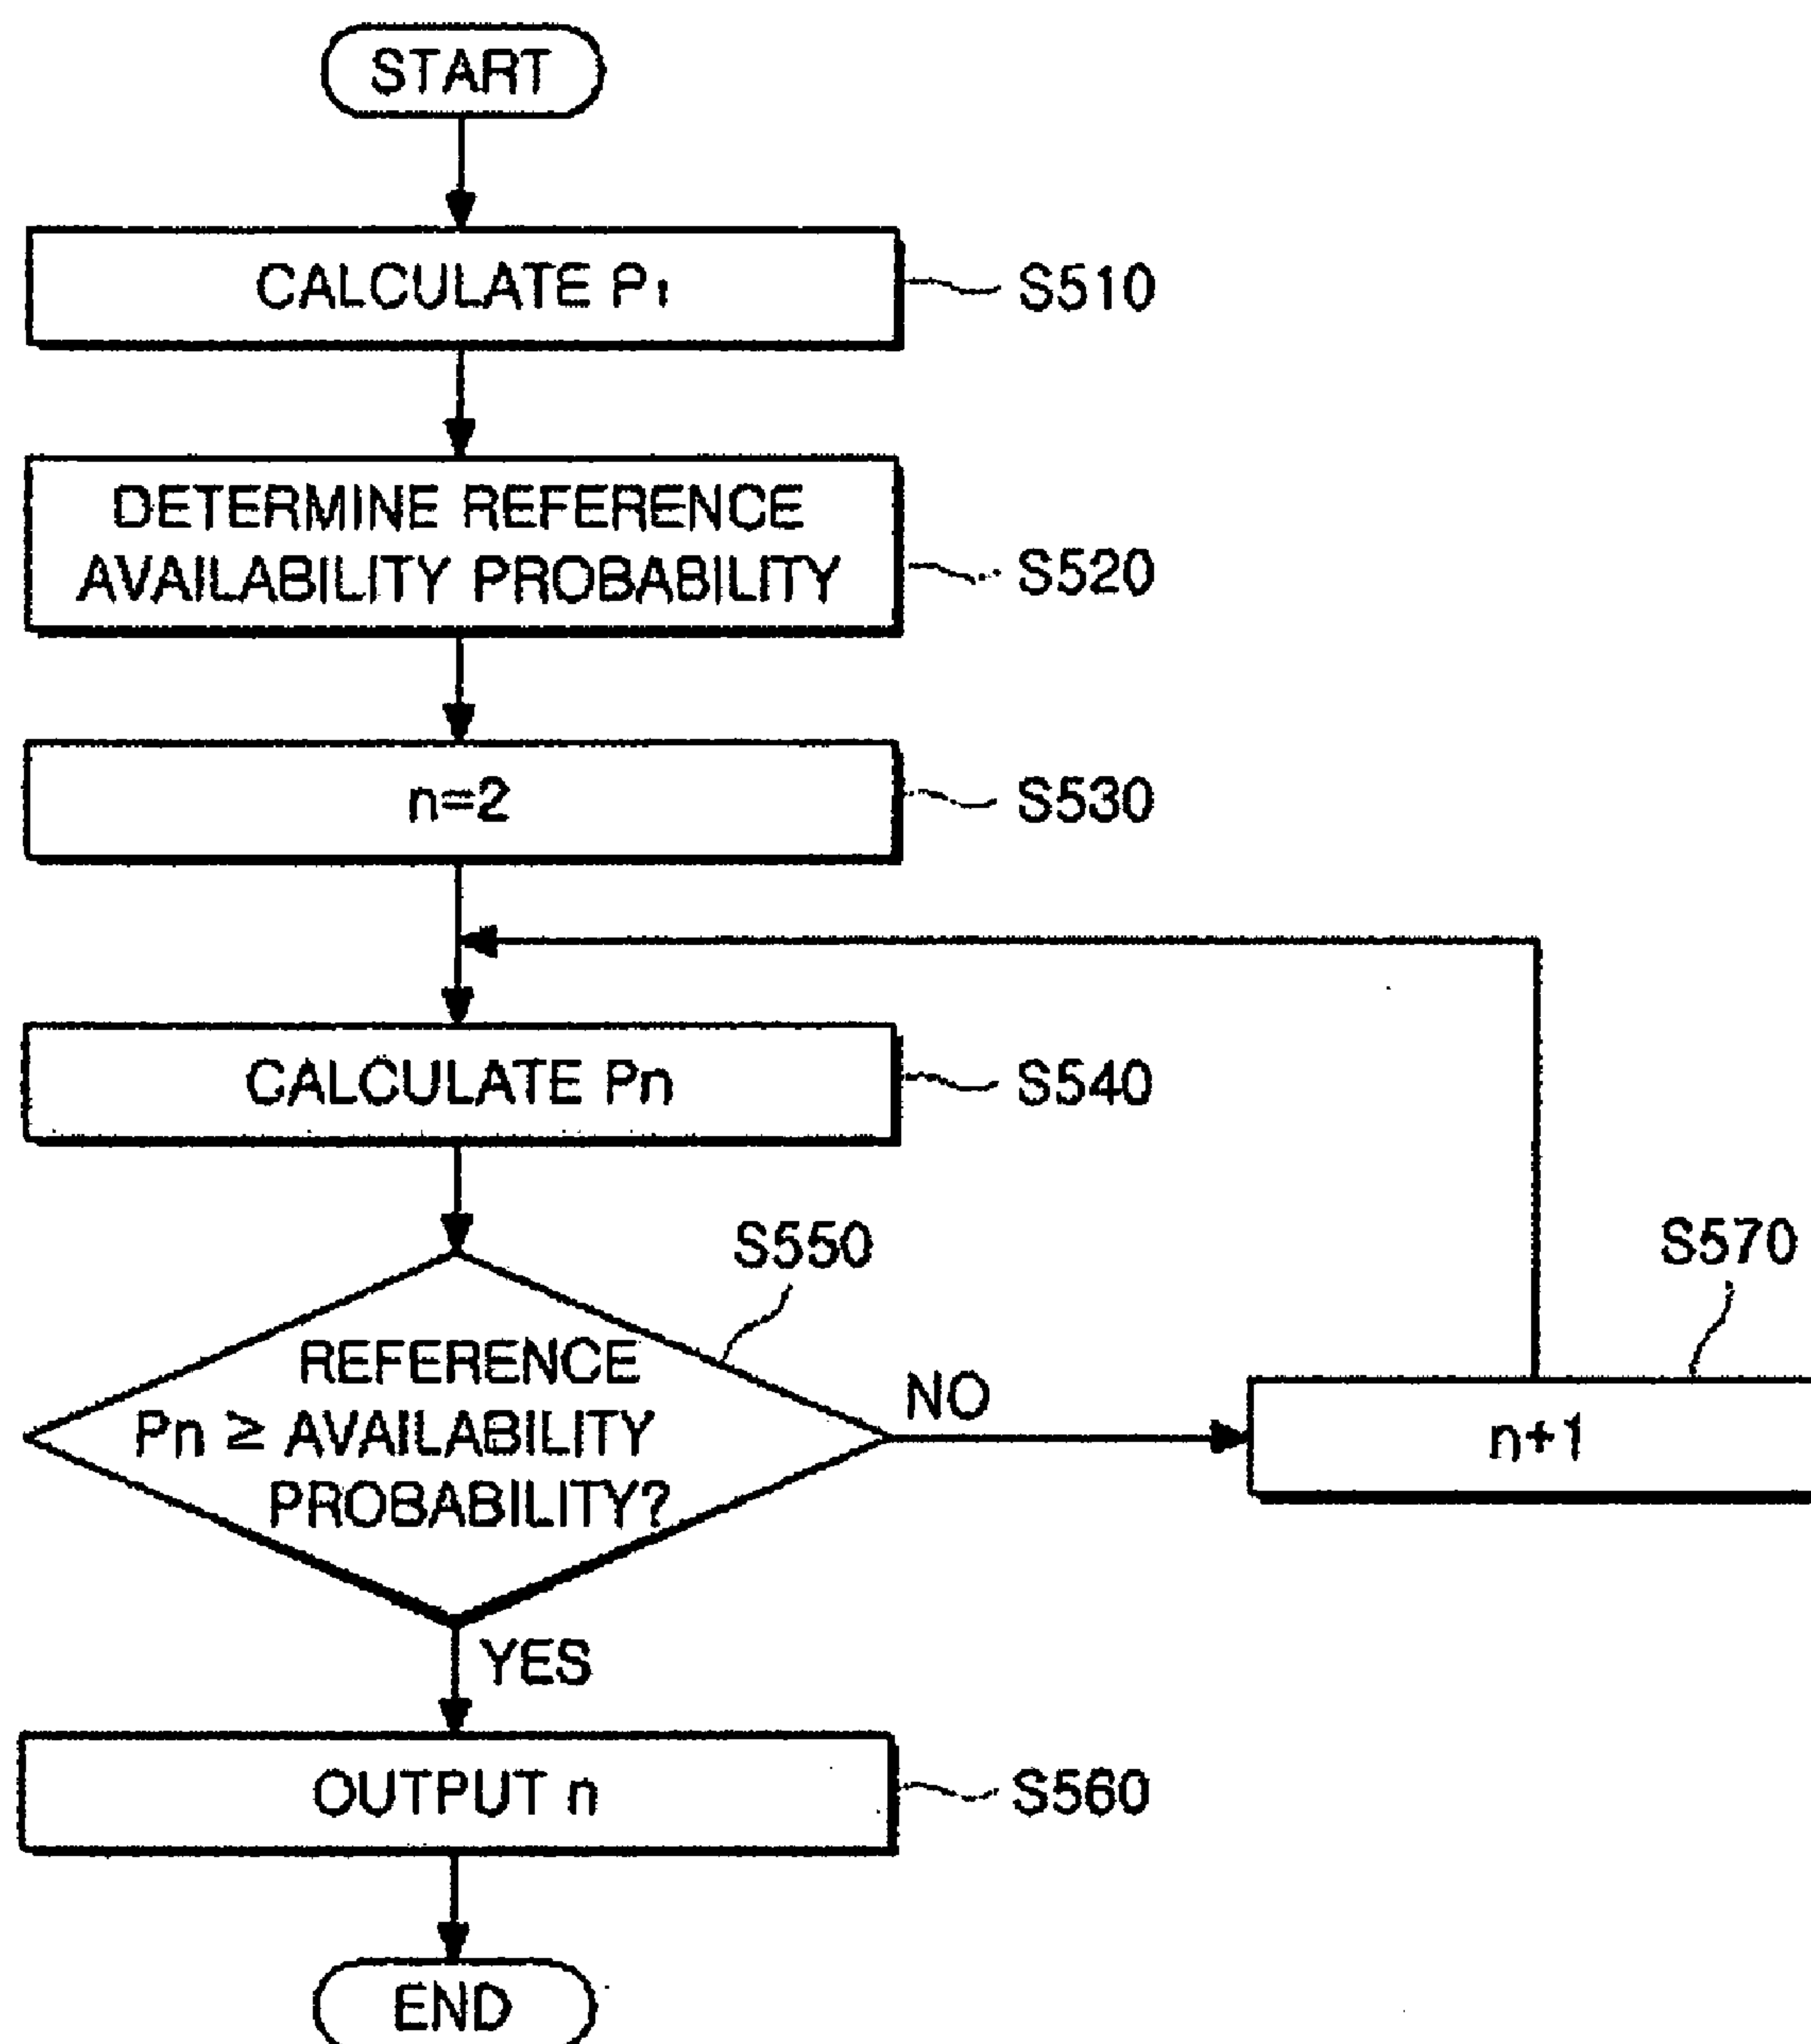 START
CALCULATE P₁
S510
DETERMINE REFERENCE
AVAILABILITY PROBABILITY
S520
n=2
S530
CALCULATE Pn
S540
S550
REFERENCE
Pn ≥ AVAILABILITY
PROBABILITY?
NO
S570
n+1
YES
OUTPUT n
S560
END